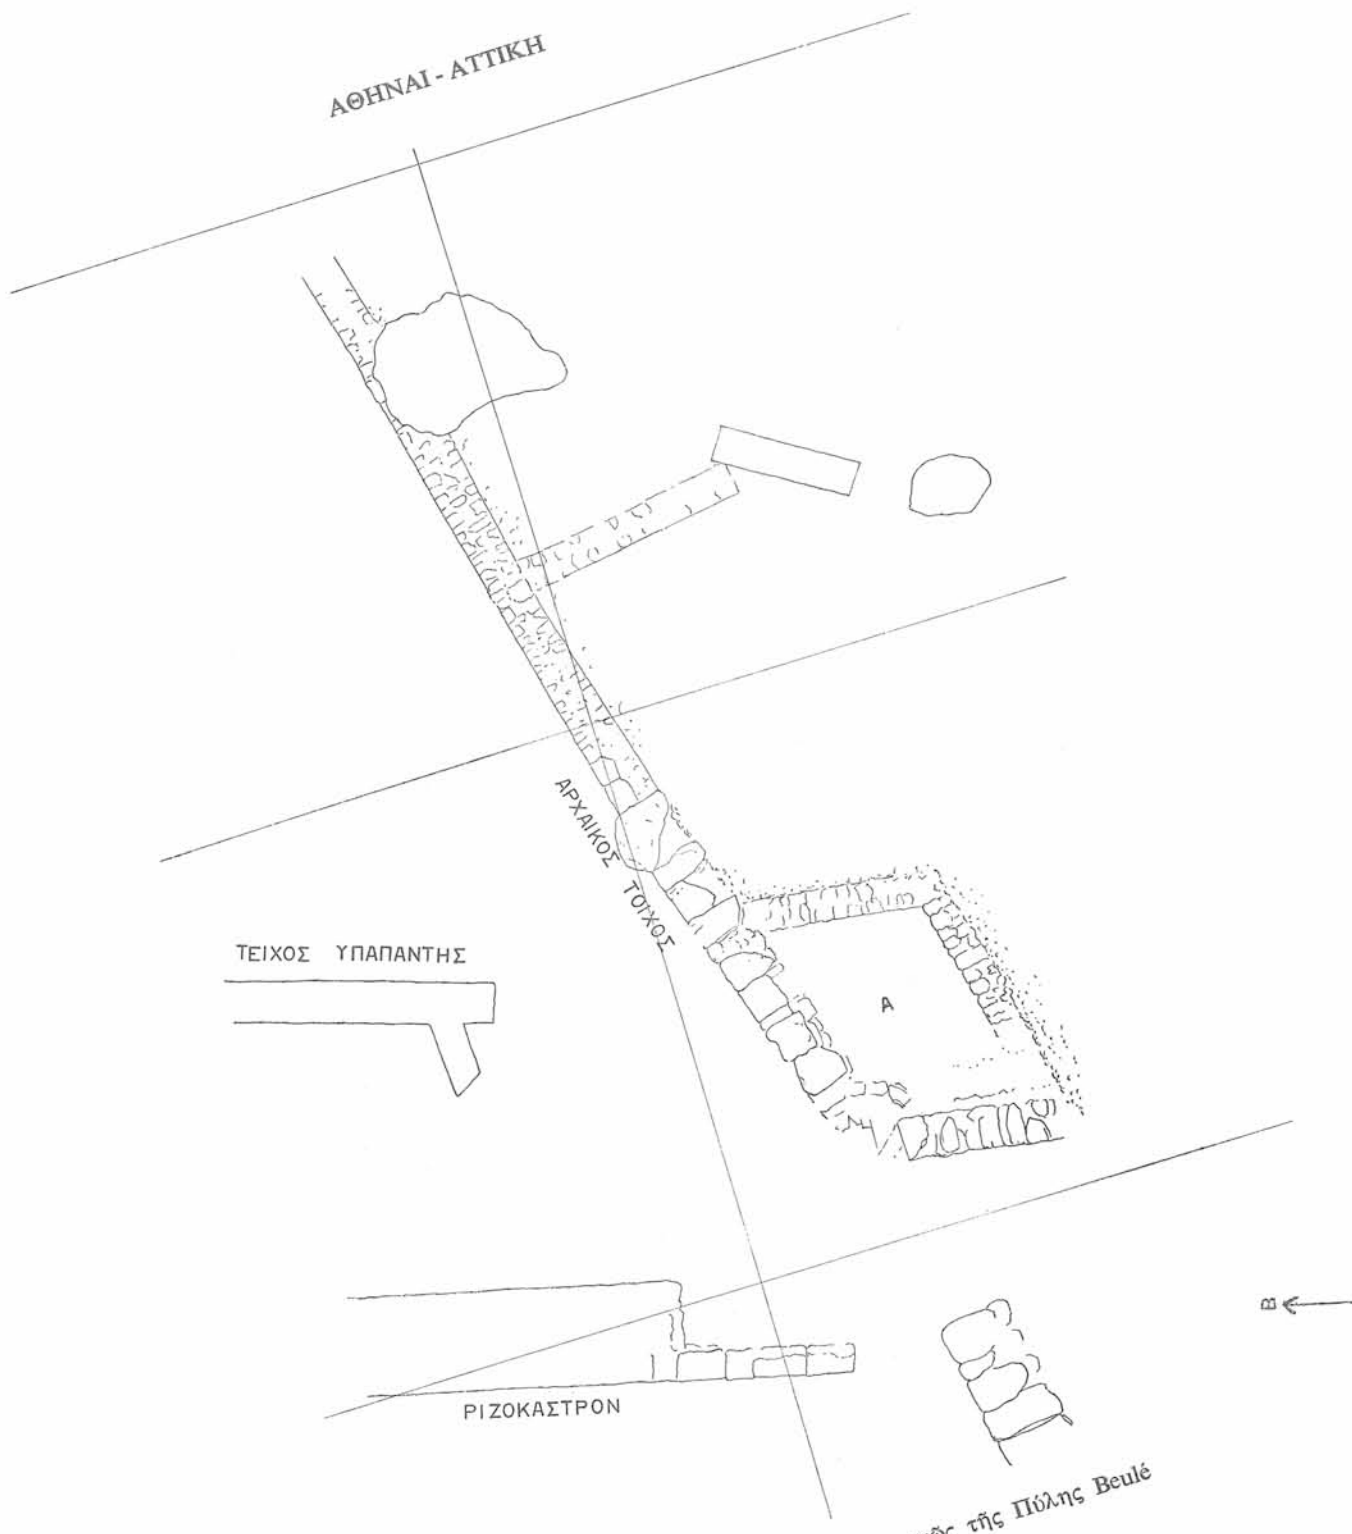 ΑΘΗΝΑΙ - ΑΤΤΙΚΗ
ΑΡΧΑΙΚΟΣ ΤΟΙΧΟΣ
ΤΕΙΧΟΣ ΥΠΑΠΑΝΤΗΣ
Α
Β
ΡΙΖΟΚΑΣΤΡΟΝ
τῆς Πύλης Beulé